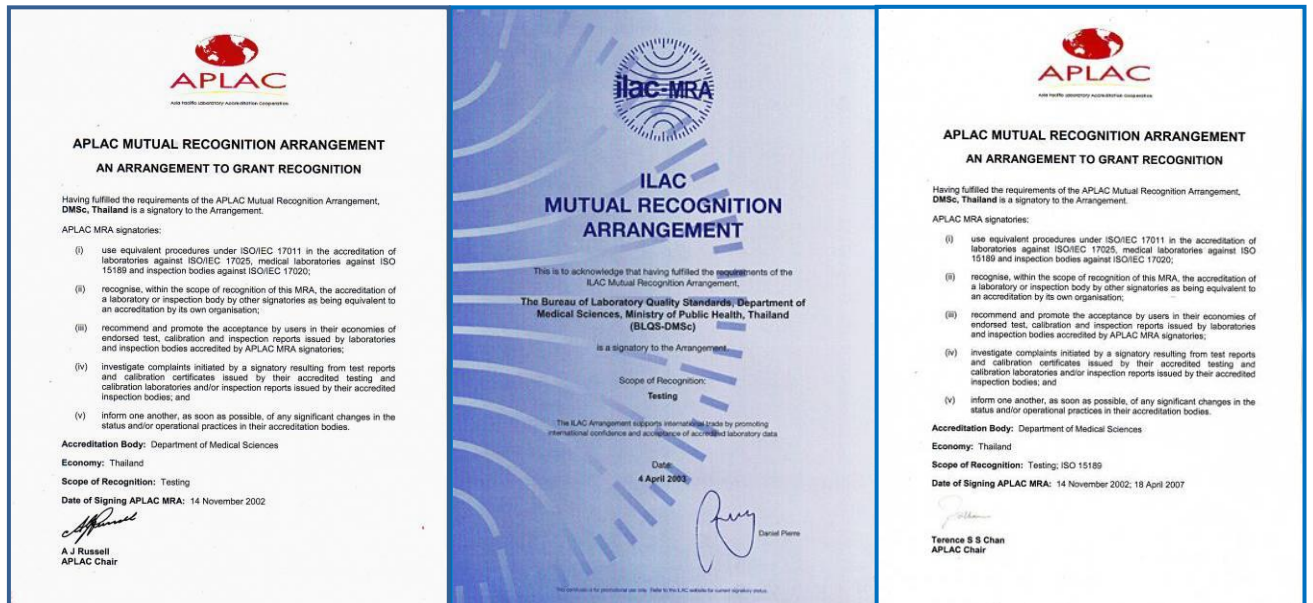 APLAC
Asia Pacific Laboratory Accreditation Cooperation
APLAC MUTUAL RECOGNITION ARRANGEMENT
AN ARRANGEMENT TO GRANT RECOGNITION
Having fulfilled the requirements of the APLAC Mutual Recognition Arrangement,
DMSc, Thailand is a signatory to the Arrangement.
APLAC MRA signatories:
(i) use equivalent procedures under ISO/IEC 17011 in the accreditation of
laboratories against ISO/IEC 17025, medical laboratories against ISO
15189 and inspection bodies against ISO/IEC 17020;
(ii) recognise, within the scope of recognition of this MRA, the accreditation of
a laboratory or inspection body by other signatories as being equivalent to
an accreditation by its own organisation;
(iii) recommend and promote the acceptance by users in their economies of
endorsed test, calibration and inspection reports issued by laboratories
and inspection bodies accredited by APLAC MRA signatories;
(iv) investigate complaints initiated by a signatory resulting from test reports
and calibration certificates issued by their accredited testing and
calibration laboratories and/or inspection reports issued by their accredited
inspection bodies; and
(v) inform one another, as soon as possible, of any significant changes in the
status and/or operational practices in their accreditation bodies.
Accreditation Body: Department of Medical Sciences
Economy: Thailand
Scope of Recognition: Testing
Date of Signing APLAC MRA: 14 November 2002
A J Russell
APLAC Chair
ilac-MRA
ILAC
MUTUAL RECOGNITION
ARRANGEMENT
This is to acknowledge that having fulfilled the requirements of the
ILAC Mutual Recognition Arrangement,
The Bureau of Laboratory Quality Standards, Department of
Medical Sciences, Ministry of Public Health, Thailand
(BLQS-DMSc)
is a signatory to the Arrangement.
Scope of Recognition:
Testing
The ILAC Arrangement supports international trade by promoting
international confidence and acceptance of accredited laboratory data
Date:
4 April 2003
Daniel Pierre
This certificate is for promotional use only. Refer to the ILAC website for current signatory status.
APLAC
Asia Pacific Laboratory Accreditation Cooperation
APLAC MUTUAL RECOGNITION ARRANGEMENT
AN ARRANGEMENT TO GRANT RECOGNITION
Having fulfilled the requirements of the APLAC Mutual Recognition Arrangement,
DMSc, Thailand is a signatory to the Arrangement.
APLAC MRA signatories:
(i) use equivalent procedures under ISO/IEC 17011 in the accreditation of
laboratories against ISO/IEC 17025, medical laboratories against ISO
15189 and inspection bodies against ISO/IEC 17020;
(ii) recognise, within the scope of recognition of this MRA, the accreditation of
a laboratory or inspection body by other signatories as being equivalent to
an accreditation by its own organisation;
(iii) recommend and promote the acceptance by users in their economies of
endorsed test, calibration and inspection reports issued by laboratories
and inspection bodies accredited by APLAC MRA signatories;
(iv) investigate complaints initiated by a signatory resulting from test reports
and calibration certificates issued by their accredited testing and
calibration laboratories and/or inspection reports issued by their accredited
inspection bodies; and
(v) inform one another, as soon as possible, of any significant changes in the
status and/or operational practices in their accreditation bodies.
Accreditation Body: Department of Medical Sciences
Economy: Thailand
Scope of Recognition: Testing; ISO 15189
Date of Signing APLAC MRA: 14 November 2002; 18 April 2007
Terence S S Chan
APLAC Chair